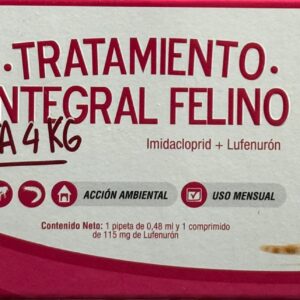 · TRATAMIENTO ·
INTEGRAL FELINO
A 4 KG
Imidacloprid + Lufenurón
ACCIÓN AMBIENTAL
USO MENSUAL
Contenido Neto: 1 pipeta de 0,48 ml y 1 comprimido
de 115 mg de Lufenurón